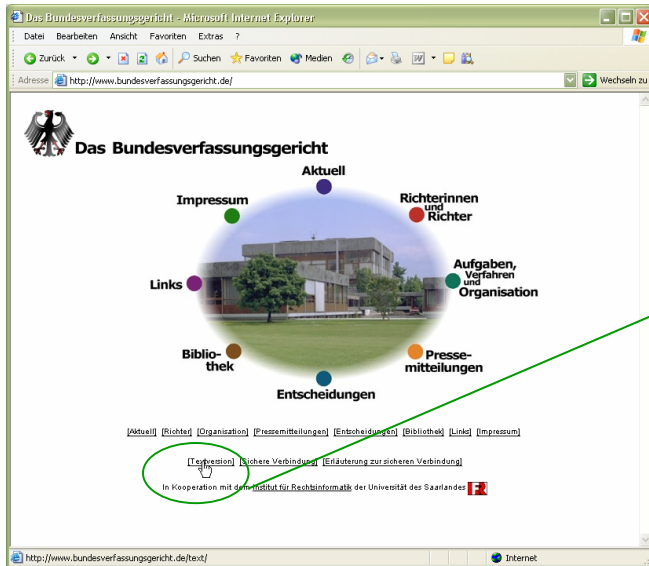 Das Bundesverfassungsgericht - Microsoft Internet Explorer
Datei Bearbeiten Ansicht Favoriten Extras ?
Zurück Suchen Favoriten Medien
Adresse http://www.bundesverfassungsgericht.de/ Wechseln zu
Das Bundesverfassungsgericht
Aktuell
Impressum
Richterinnen
und
Richter
Links
Aufgaben,
Verfahren
und
Organisation
Biblio-
thek
Presse-
mitteilungen
Entscheidungen
[Aktuell] [Richter] [Organisation] [Pressemitteilungen] [Entscheidungen] [Bibliothek] [Links] [Impressum]
[Textversion] [Sichere Verbindung] [Erläuterung zur sicheren Verbindung]
In Kooperation mit dem Institut für Rechtsinformatik der Universität des Saarlandes
http://www.bundesverfassungsgericht.de/text/ Internet